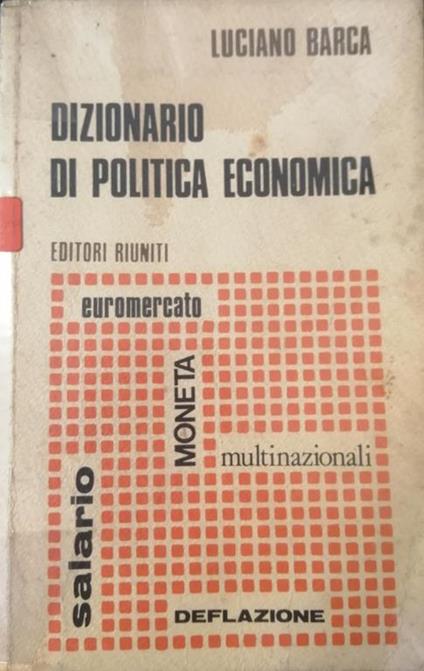 LUCIANO BARCA
DIZIONARIO
DI POLITICA ECONOMICA
EDITORI RIUNITI
euromercato
MONETA
multinazionali
salario
DEFLAZIONE